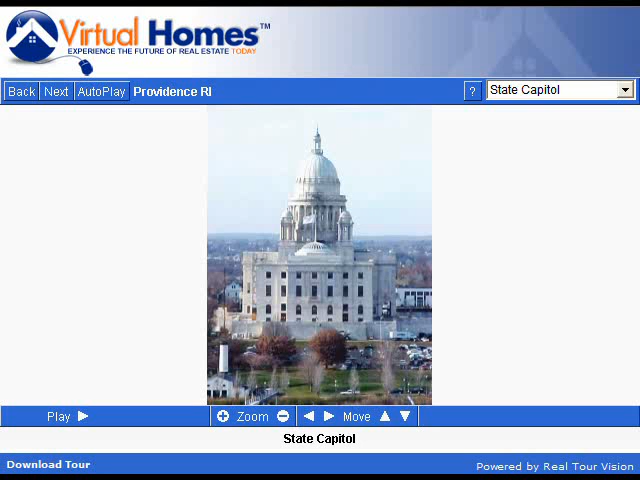 Virtual Homes™
EXPERIENCE THE FUTURE OF REAL ESTATE TODAY
Back Next AutoPlay Providence RI ? State Capitol
Play Zoom Move
State Capitol
Download Tour Powered by Real Tour Vision